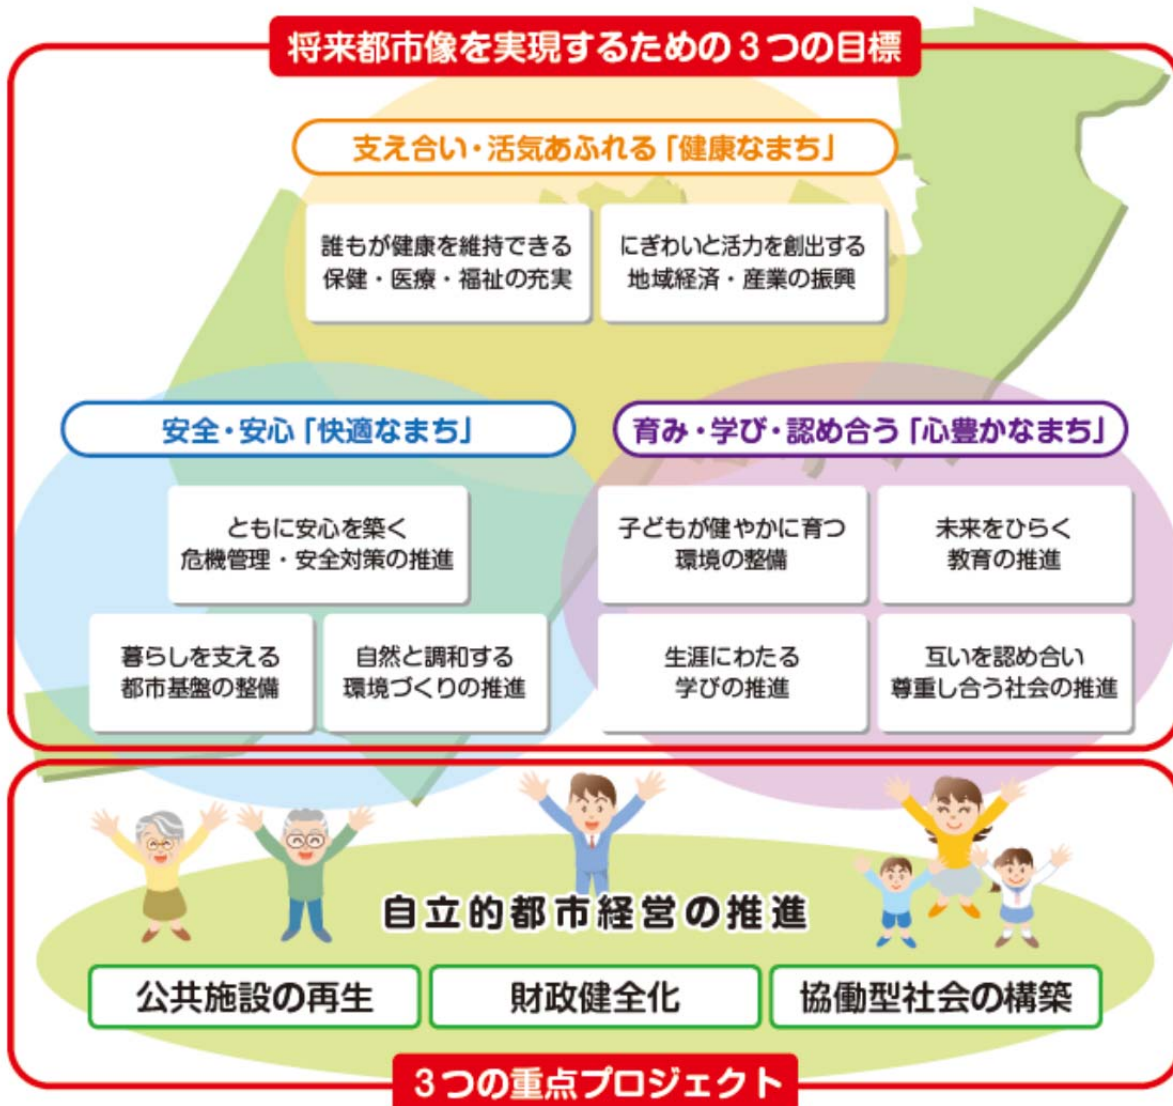 将来都市像を実現するための3つの目標
支え合い・活気あふれる「健康なまち」
誰もが健康を維持できる
保健・医療・福祉の充実
にぎわいと活力を創出する
地域経済・産業の振興
安全・安心「快適なまち」
ともに安心を築く
危機管理・安全対策の推進
暮らしを支える
都市基盤の整備
自然と調和する
環境づくりの推進
育み・学び・認め合う「心豊かなまち」
子どもが健やかに育つ
環境の整備
未来をひらく
教育の推進
生涯にわたる
学びの推進
互いを認め合い
尊重し合う社会の推進
自立的都市経営の推進
公共施設の再生
財政健全化
協働型社会の構築
3つの重点プロジェクト